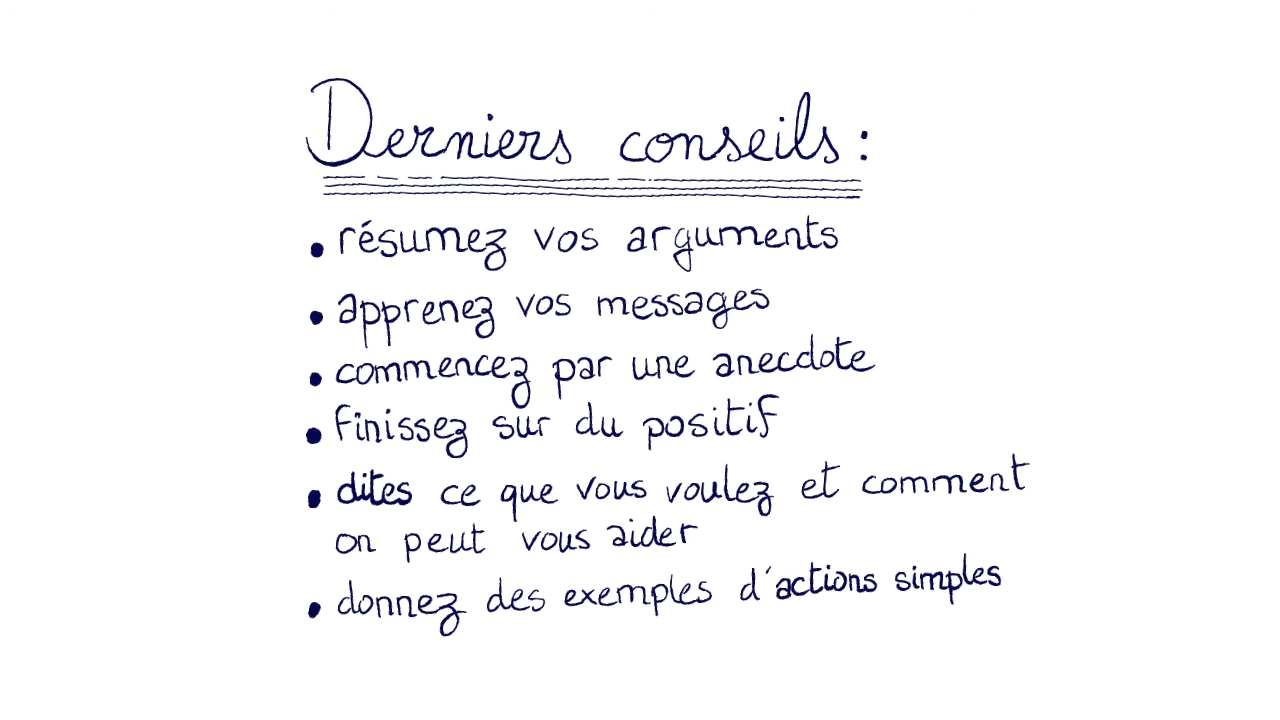 Derniers conseils :
• résumez vos arguments
• apprenez vos messages
• commencez par une anecdote
• finissez sur du positif
• dites ce que vous voulez et comment
on peut vous aider
• donnez des exemples d'actions simples